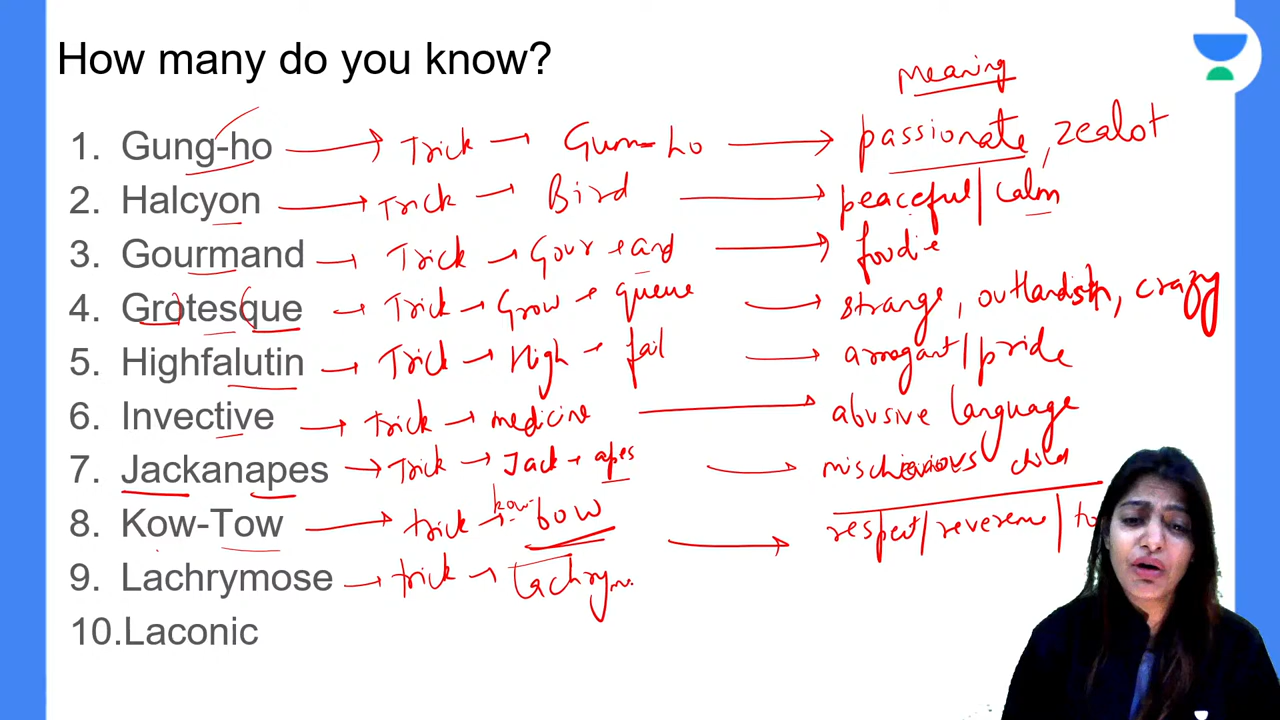 How many do you know?
Meaning
1. Gung-ho → Trick → Gum-ho → passionate, zealot
2. Halcyon → Trick → Bird → peaceful/calm
3. Gourmand → Trick → Gour + and → foodie
4. Grotesque → Trick → Grow + queue → strange, outlandish, crazy
5. Highfalutin → Trick → High → fail → arrogant/pride
6. Invective → trick → medicine → abusive language
7. Jackanapes → Trick → Jack + apes → mischievous child
8. Kow-Tow → trick → kow- bow → respect/reverence/
9. Lachrymose → trick → Lachrym
10. Laconic